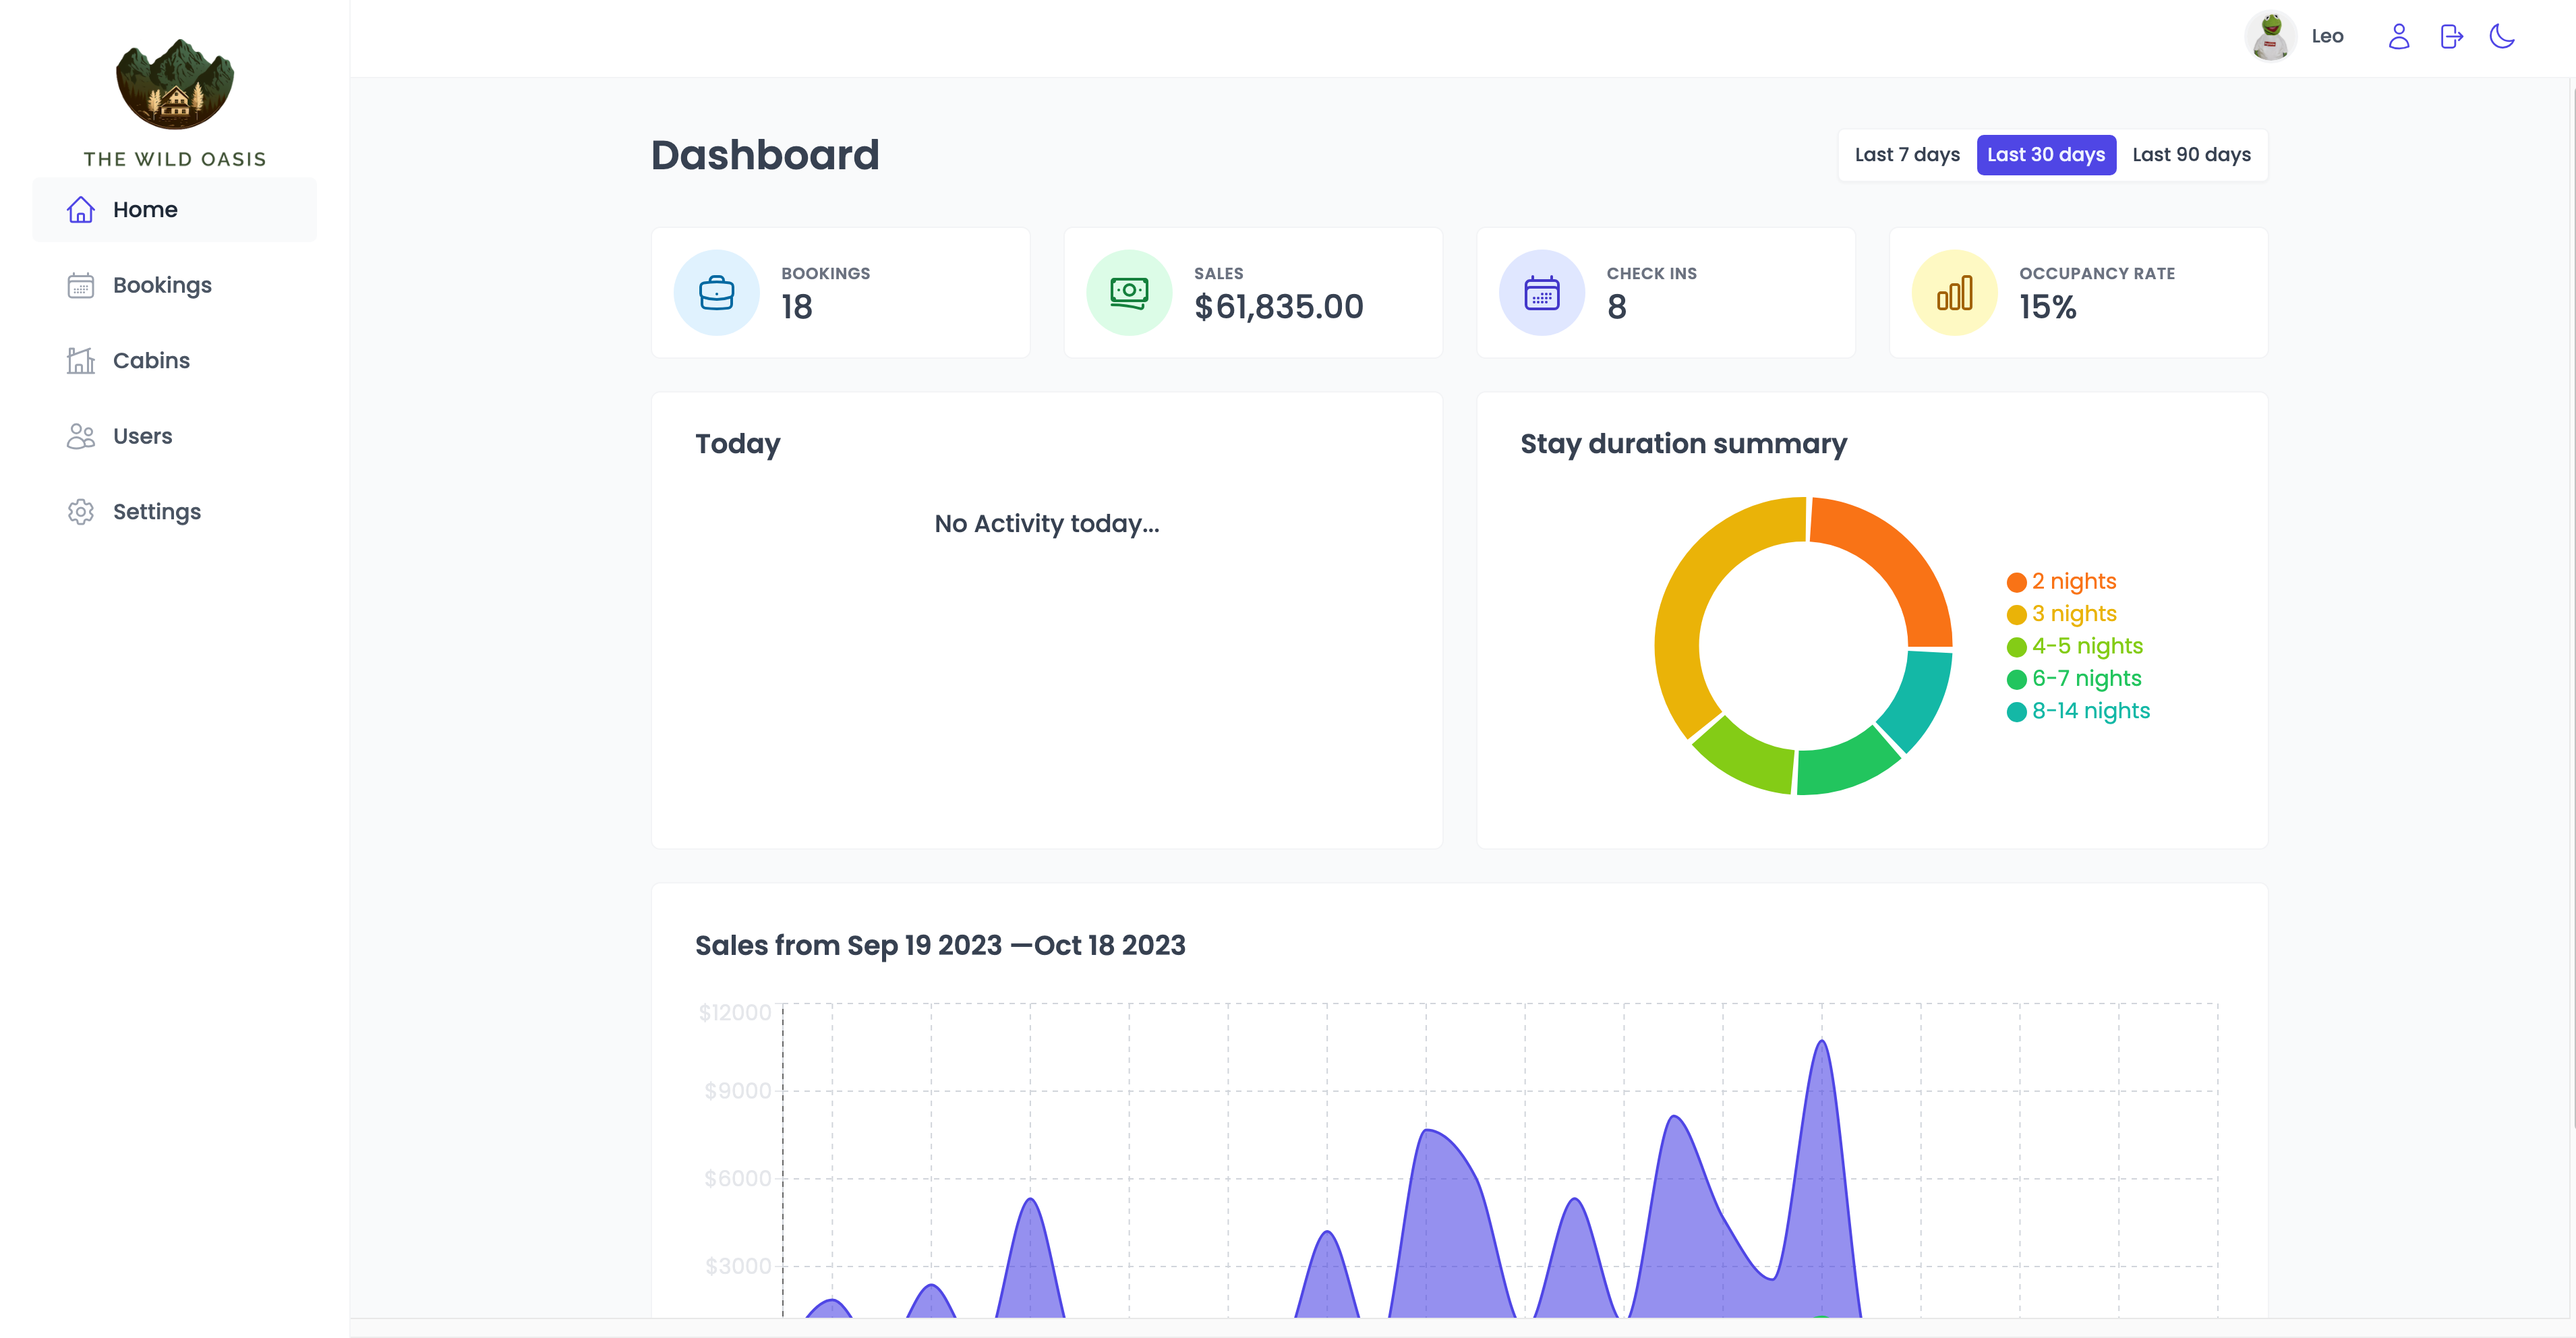 THE WILD OASIS
Home
Bookings
Cabins
Users
Settings
Leo
Dashboard
Last 7 days
Last 30 days
Last 90 days
BOOKINGS
18
SALES
$61,835.00
CHECK INS
8
OCCUPANCY RATE
15%
Today
No Activity today...
Stay duration summary
2 nights
3 nights
4-5 nights
6-7 nights
8-14 nights
Sales from Sep 19 2023 —Oct 18 2023
$12000
$9000
$6000
$3000